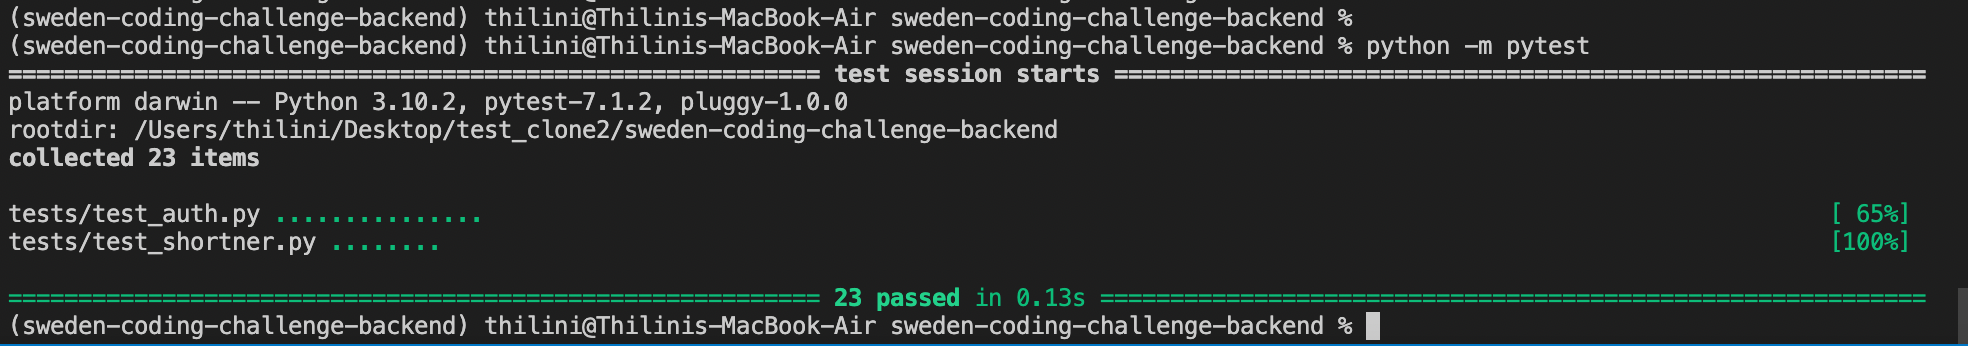 (sweden-coding-challenge-backend) thilini@Thilinis-MacBook-Air sweden-coding-challenge-backend %
(sweden-coding-challenge-backend) thilini@Thilinis-MacBook-Air sweden-coding-challenge-backend % python -m pytest
========================================================== test session starts ==========================================================
platform darwin -- Python 3.10.2, pytest-7.1.2, pluggy-1.0.0
rootdir: /Users/thilini/Desktop/test_clone2/sweden-coding-challenge-backend
collected 23 items
tests/test_auth.py ............... [ 65%]
tests/test_shortner.py ........ [100%]
========================================================== 23 passed in 0.13s ===========================================================
(sweden-coding-challenge-backend) thilini@Thilinis-MacBook-Air sweden-coding-challenge-backend %